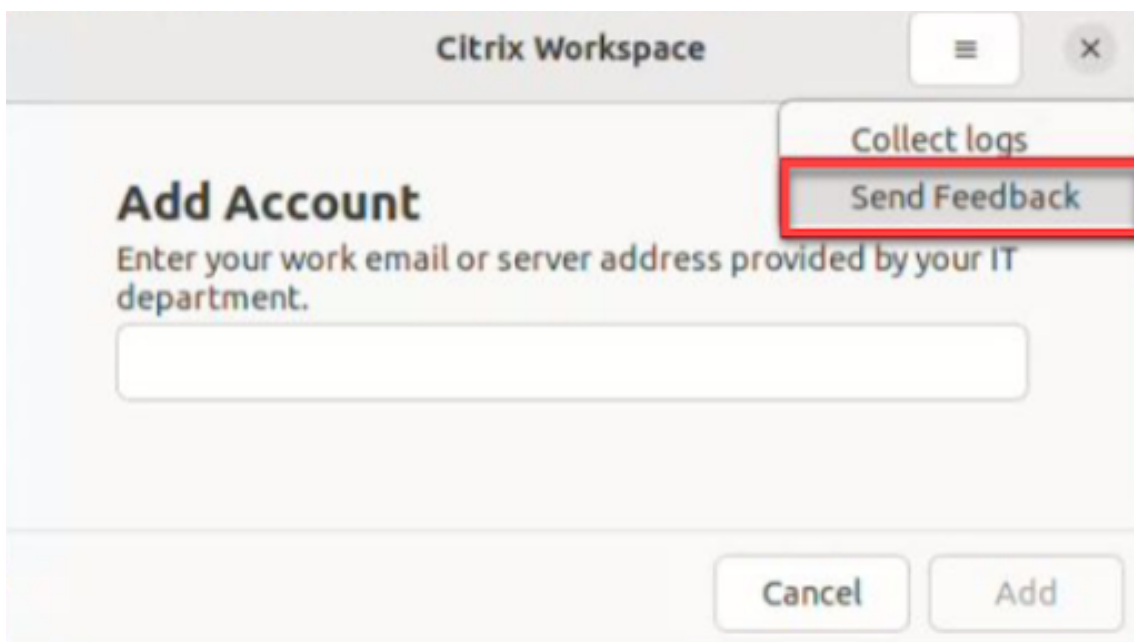 Citrix Workspace
Collect logs
Send Feedback
Add Account
Enter your work email or server address provided by your IT
department.
Cancel
Add